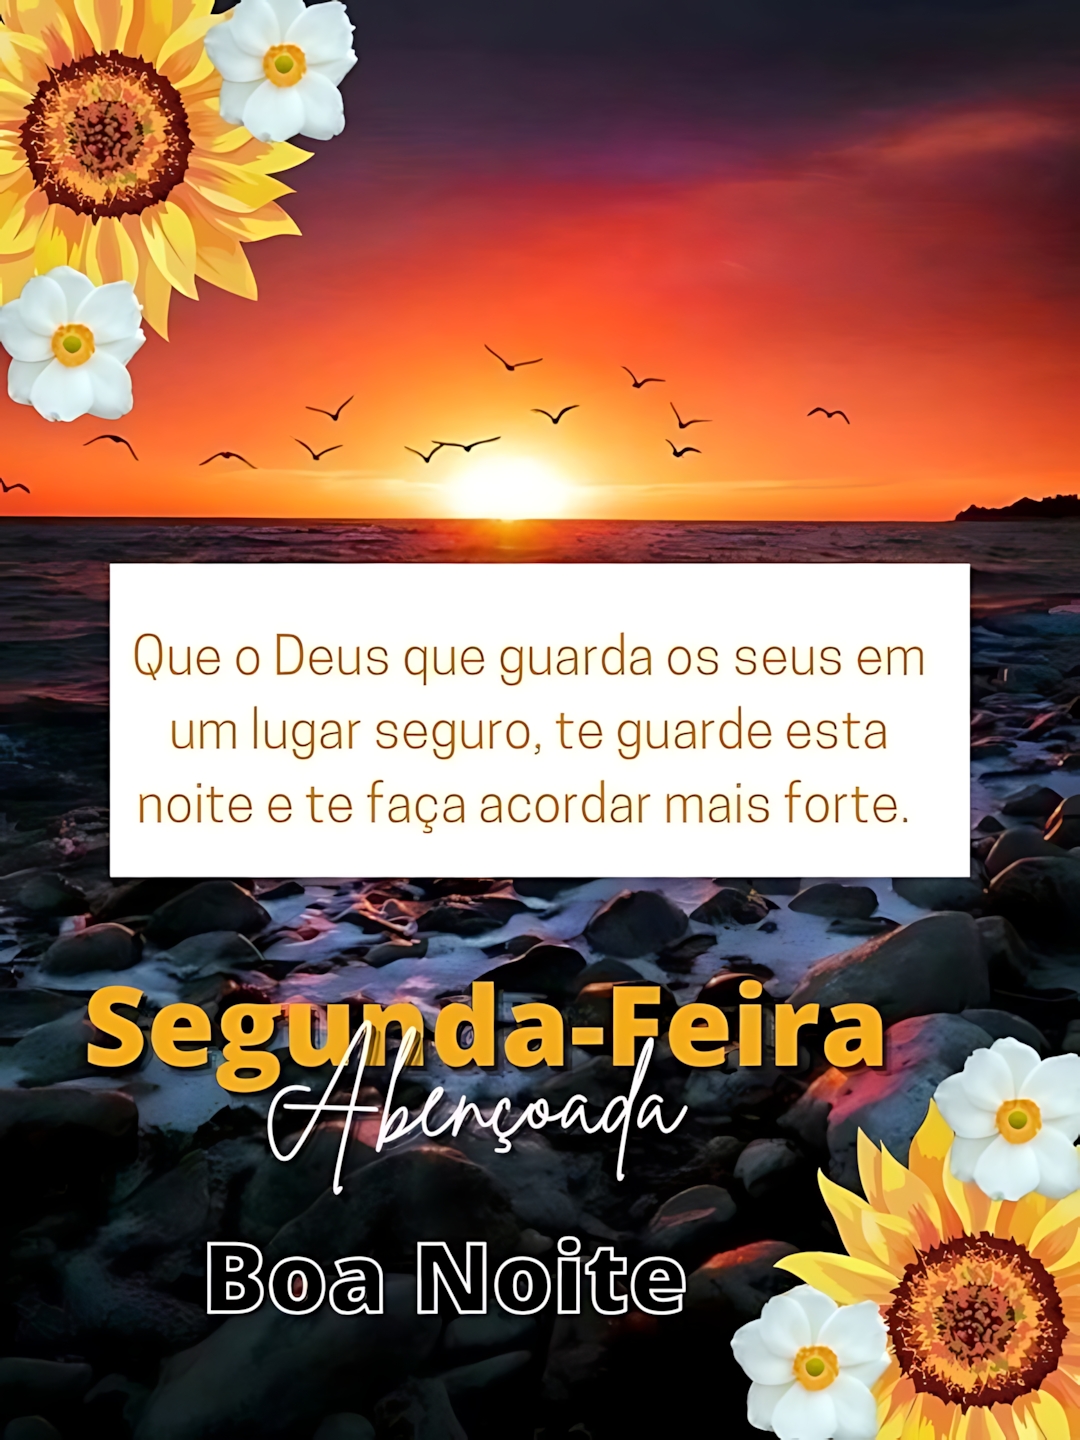 Que o Deus que guarda os seus em
um lugar seguro, te guarde esta
noite e te faça acordar mais forte.
Segunda-Feira
Abençoada
Boa Noite